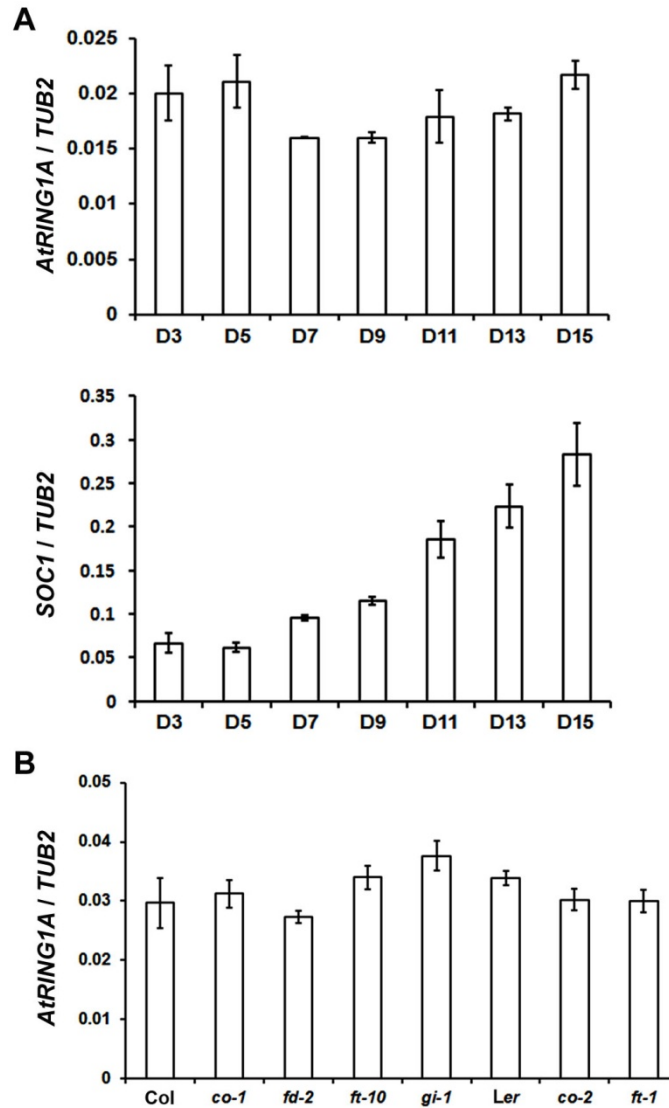 A
AtRING1A / TUB2
0.025
0.02
0.015
0.01
0.005
0
D3 D5 D7 D9 D11 D13 D15
SOC1 / TUB2
0.35
0.3
0.25
0.2
0.15
0.1
0.05
0
D3 D5 D7 D9 D11 D13 D15
B
AtRING1A / TUB2
0.05
0.04
0.03
0.02
0.01
0
Col co-1 fd-2 ft-10 gi-1 Ler co-2 ft-1